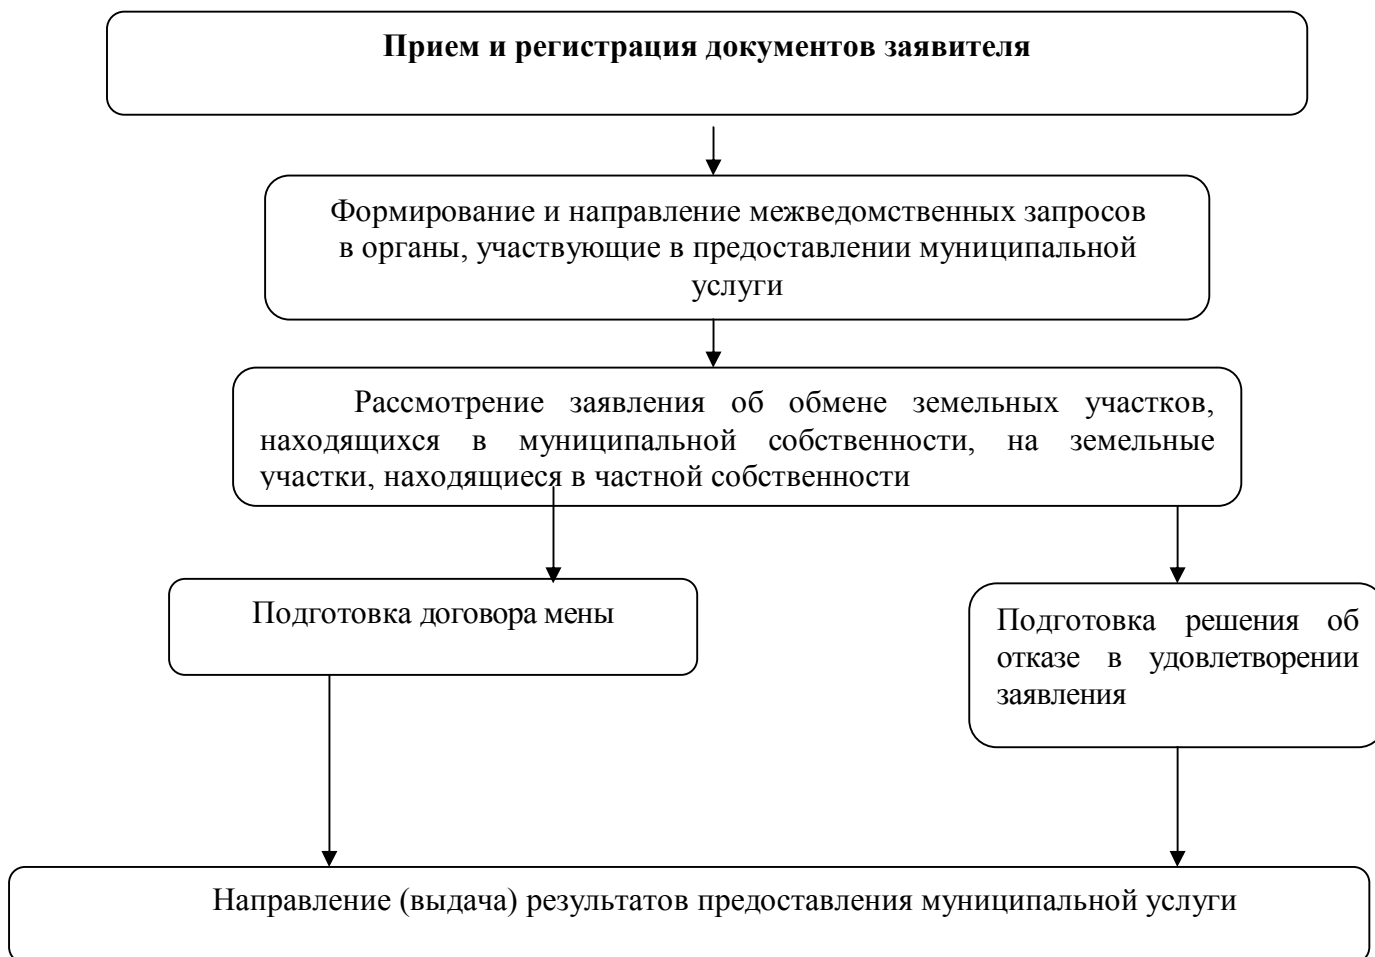 Прием и регистрация документов заявителя
Формирование и направление межведомственных запросов
в органы, участвующие в предоставлении муниципальной
услуги
Рассмотрение заявления об обмене земельных участков,
находящихся в муниципальной собственности, на земельные
участки, находящиеся в частной собственности
Подготовка договора мены
Подготовка решения об
отказе в удовлетворении
заявления
Направление (выдача) результатов предоставления муниципальной услуги